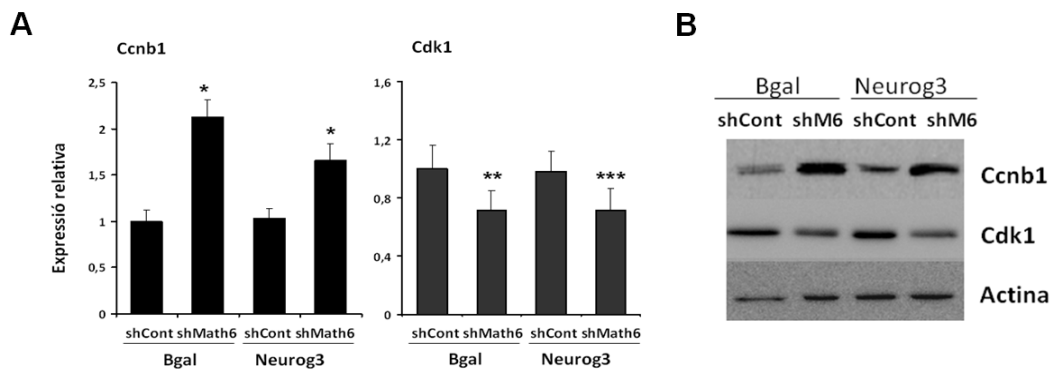 A
Ccnb1
Expressió relativa
2,5
2
1,5
1
0,5
0
*
*
shCont shMath6 shCont shMath6
Bgal Neurog3
Cdk1
1,6
1,2
0,8
0,4
0
**
***
shCont shMath6 shCont shMath6
Bgal Neurog3
B
Bgal Neurog3
shCont shM6 shCont shM6
Ccnb1
Cdk1
Actina